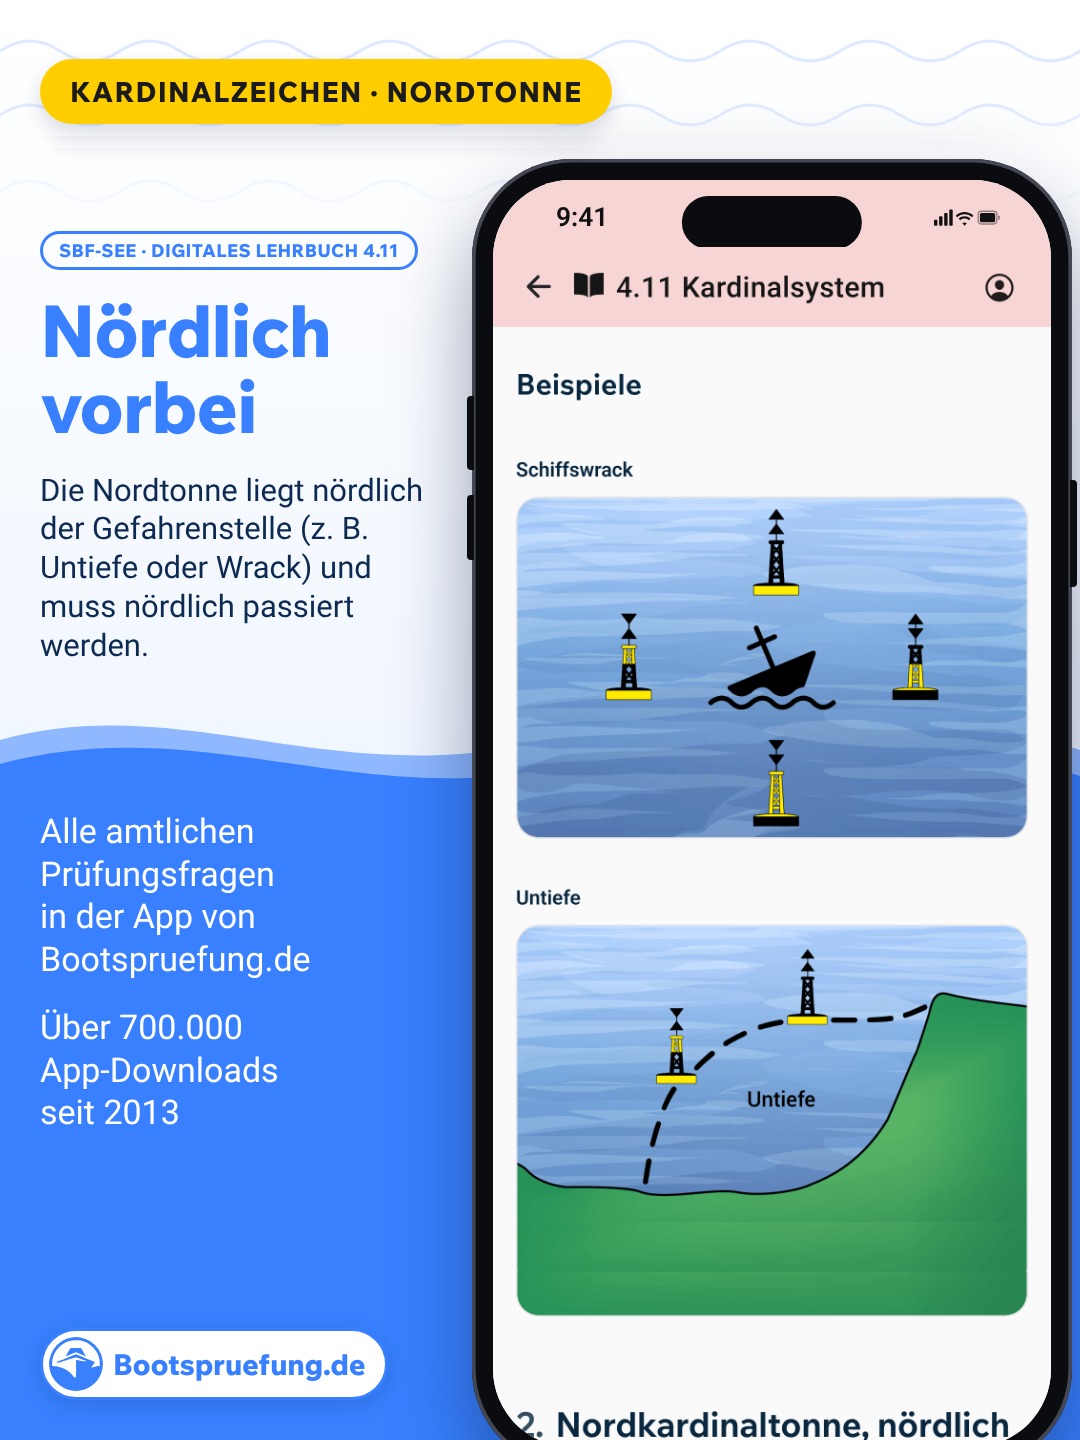 KARDINALZEICHEN · NORDTONNE
SBF-SEE · DIGITALES LEHRBUCH 4.11
Nördlich
vorbei
Die Nordtonne liegt nördlich
der Gefahrenstelle (z. B.
Untiefe oder Wrack) und
muss nördlich passiert
werden.
Alle amtlichen
Prüfungsfragen
in der App von
Bootspruefung.de
Über 700.000
App-Downloads
seit 2013
Bootspruefung.de
9:41
4.11 Kardinalsystem
Beispiele
Schiffswrack
Untiefe
Untiefe
2. Nordkardinaltonne, nördlich